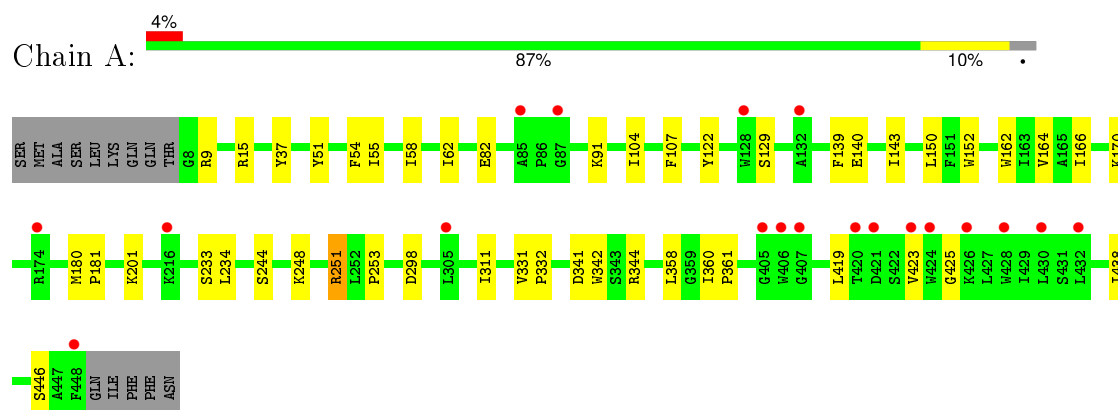 4%
Chain A:
87% 10% •
SER MET ALA SER LEU LYS GLN GLN THR G8 R9 R15 Y37 Y51 F54 I55 I58 I62 E82 A85 P86 G87 K91 I104 F107 Y122 W128 S129 A132 F139 E140 I143 L150 F151 W152 W162 I163 V164 A165 I166 K170
R174 M180 P181 K201 K216 S233 L234 S244 K248 R251 L252 P253 D298 L305 I311 V331 P332 D341 W342 S343 R344 L358 G359 I360 P361 G405 W406 G407 L419 T420 D421 S422 V423 W424 G425 K426 L427 W428 I429 L430 S431 L432
S446 A447 F448 GLN ILE PHE PHE ASN